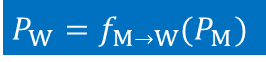 P_W = f_{M→W}(P_M)